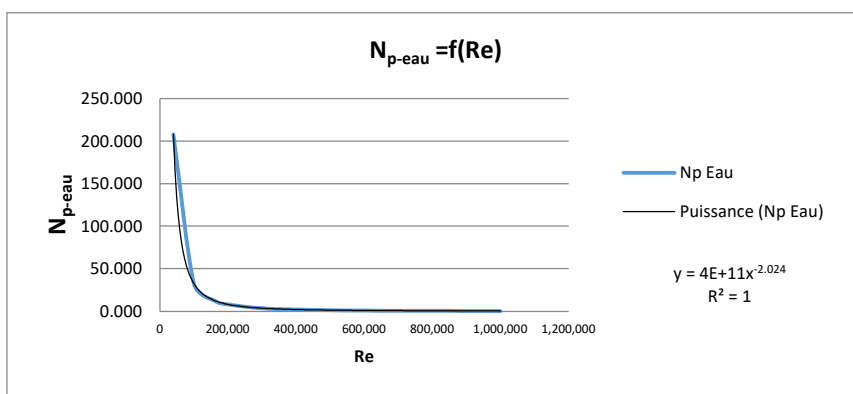 N_p-eau =f(Re)
250.000
200.000
150.000
100.000
50.000
0.000
N_p-eau
0 200,000 400,000 600,000 800,000 1,000,000 1,200,000
Re
Np Eau
Puissance (Np Eau)
y = 4E+11x^-2.024
R² = 1